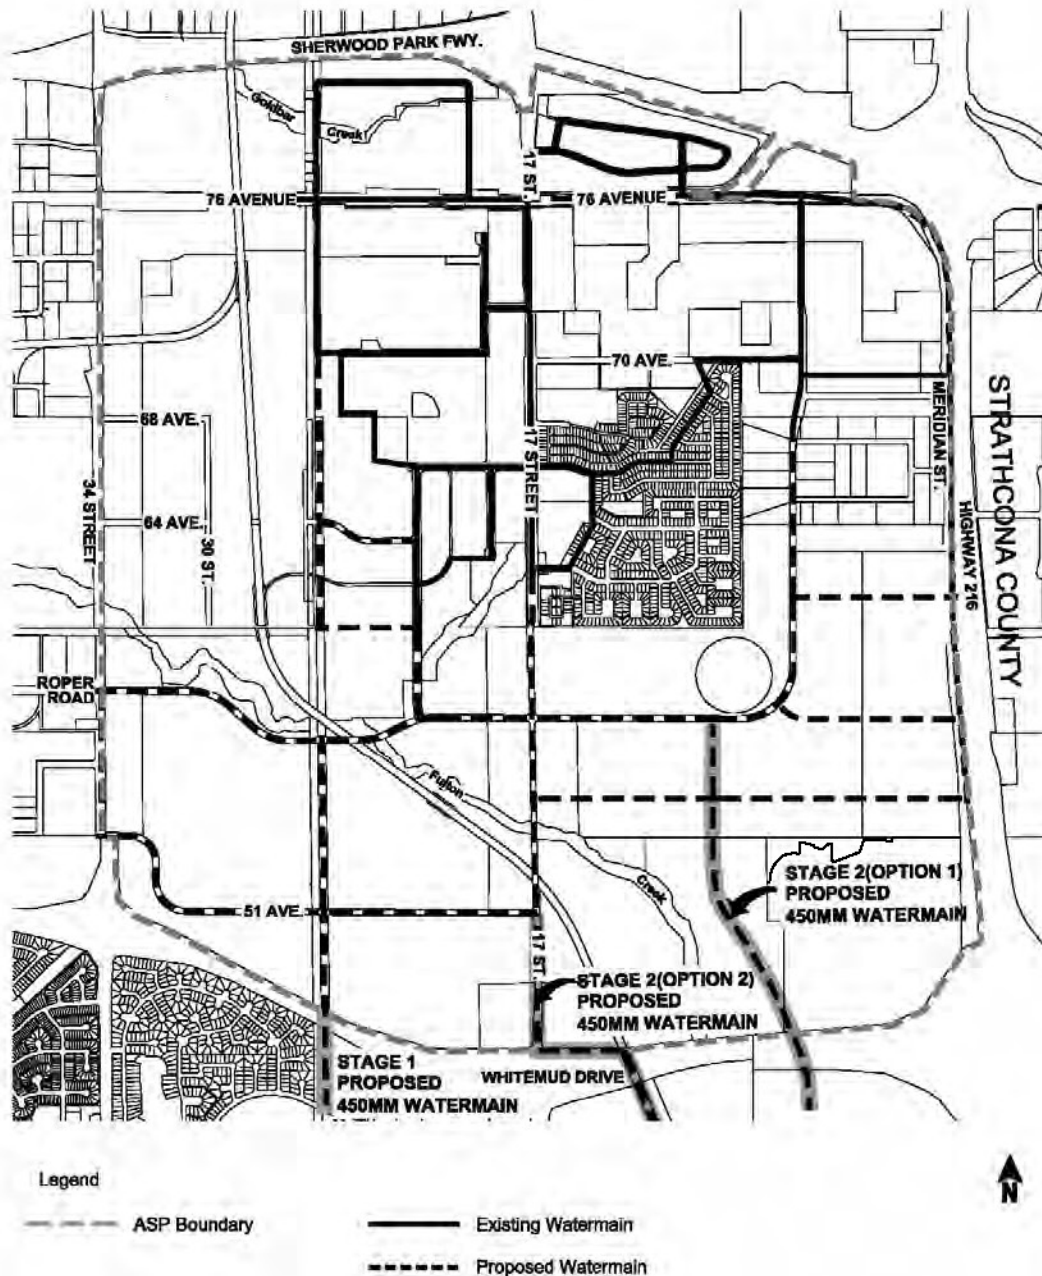 SHERWOOD PARK FWY.
Goldbar
Creek
17 ST.
76 AVENUE
76 AVENUE
70 AVE.
68 AVE.
17 STREET
MERIDIAN ST.
STRATHCONA COUNTY
34 STREET
64 AVE.
30 ST.
HIGHWAY 216
ROPER
ROAD
Fulton
Creek
STAGE 2(OPTION 1)
PROPOSED
450MM WATERMAIN
51 AVE.
17 ST.
STAGE 2(OPTION 2)
PROPOSED
450MM WATERMAIN
STAGE 1
PROPOSED
450MM WATERMAIN
WHITEMUD DRIVE
Legend
N
ASP Boundary
Existing Watermain
Proposed Watermain